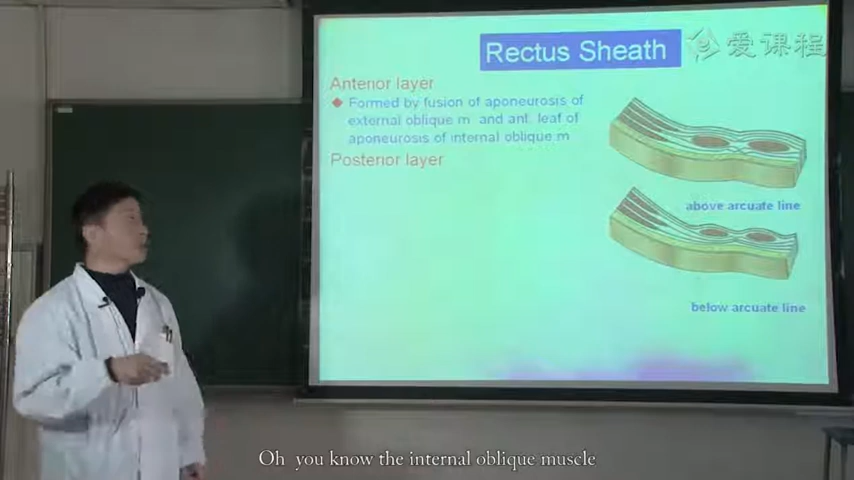 Rectus Sheath
爱课程
Anterior layer
Formed by fusion of aponeurosis of
external oblique m and ant. leaf of
aponeurosis of internal oblique m
Posterior layer
above arcuate line
below arcuate line
Oh you know the internal oblique muscle